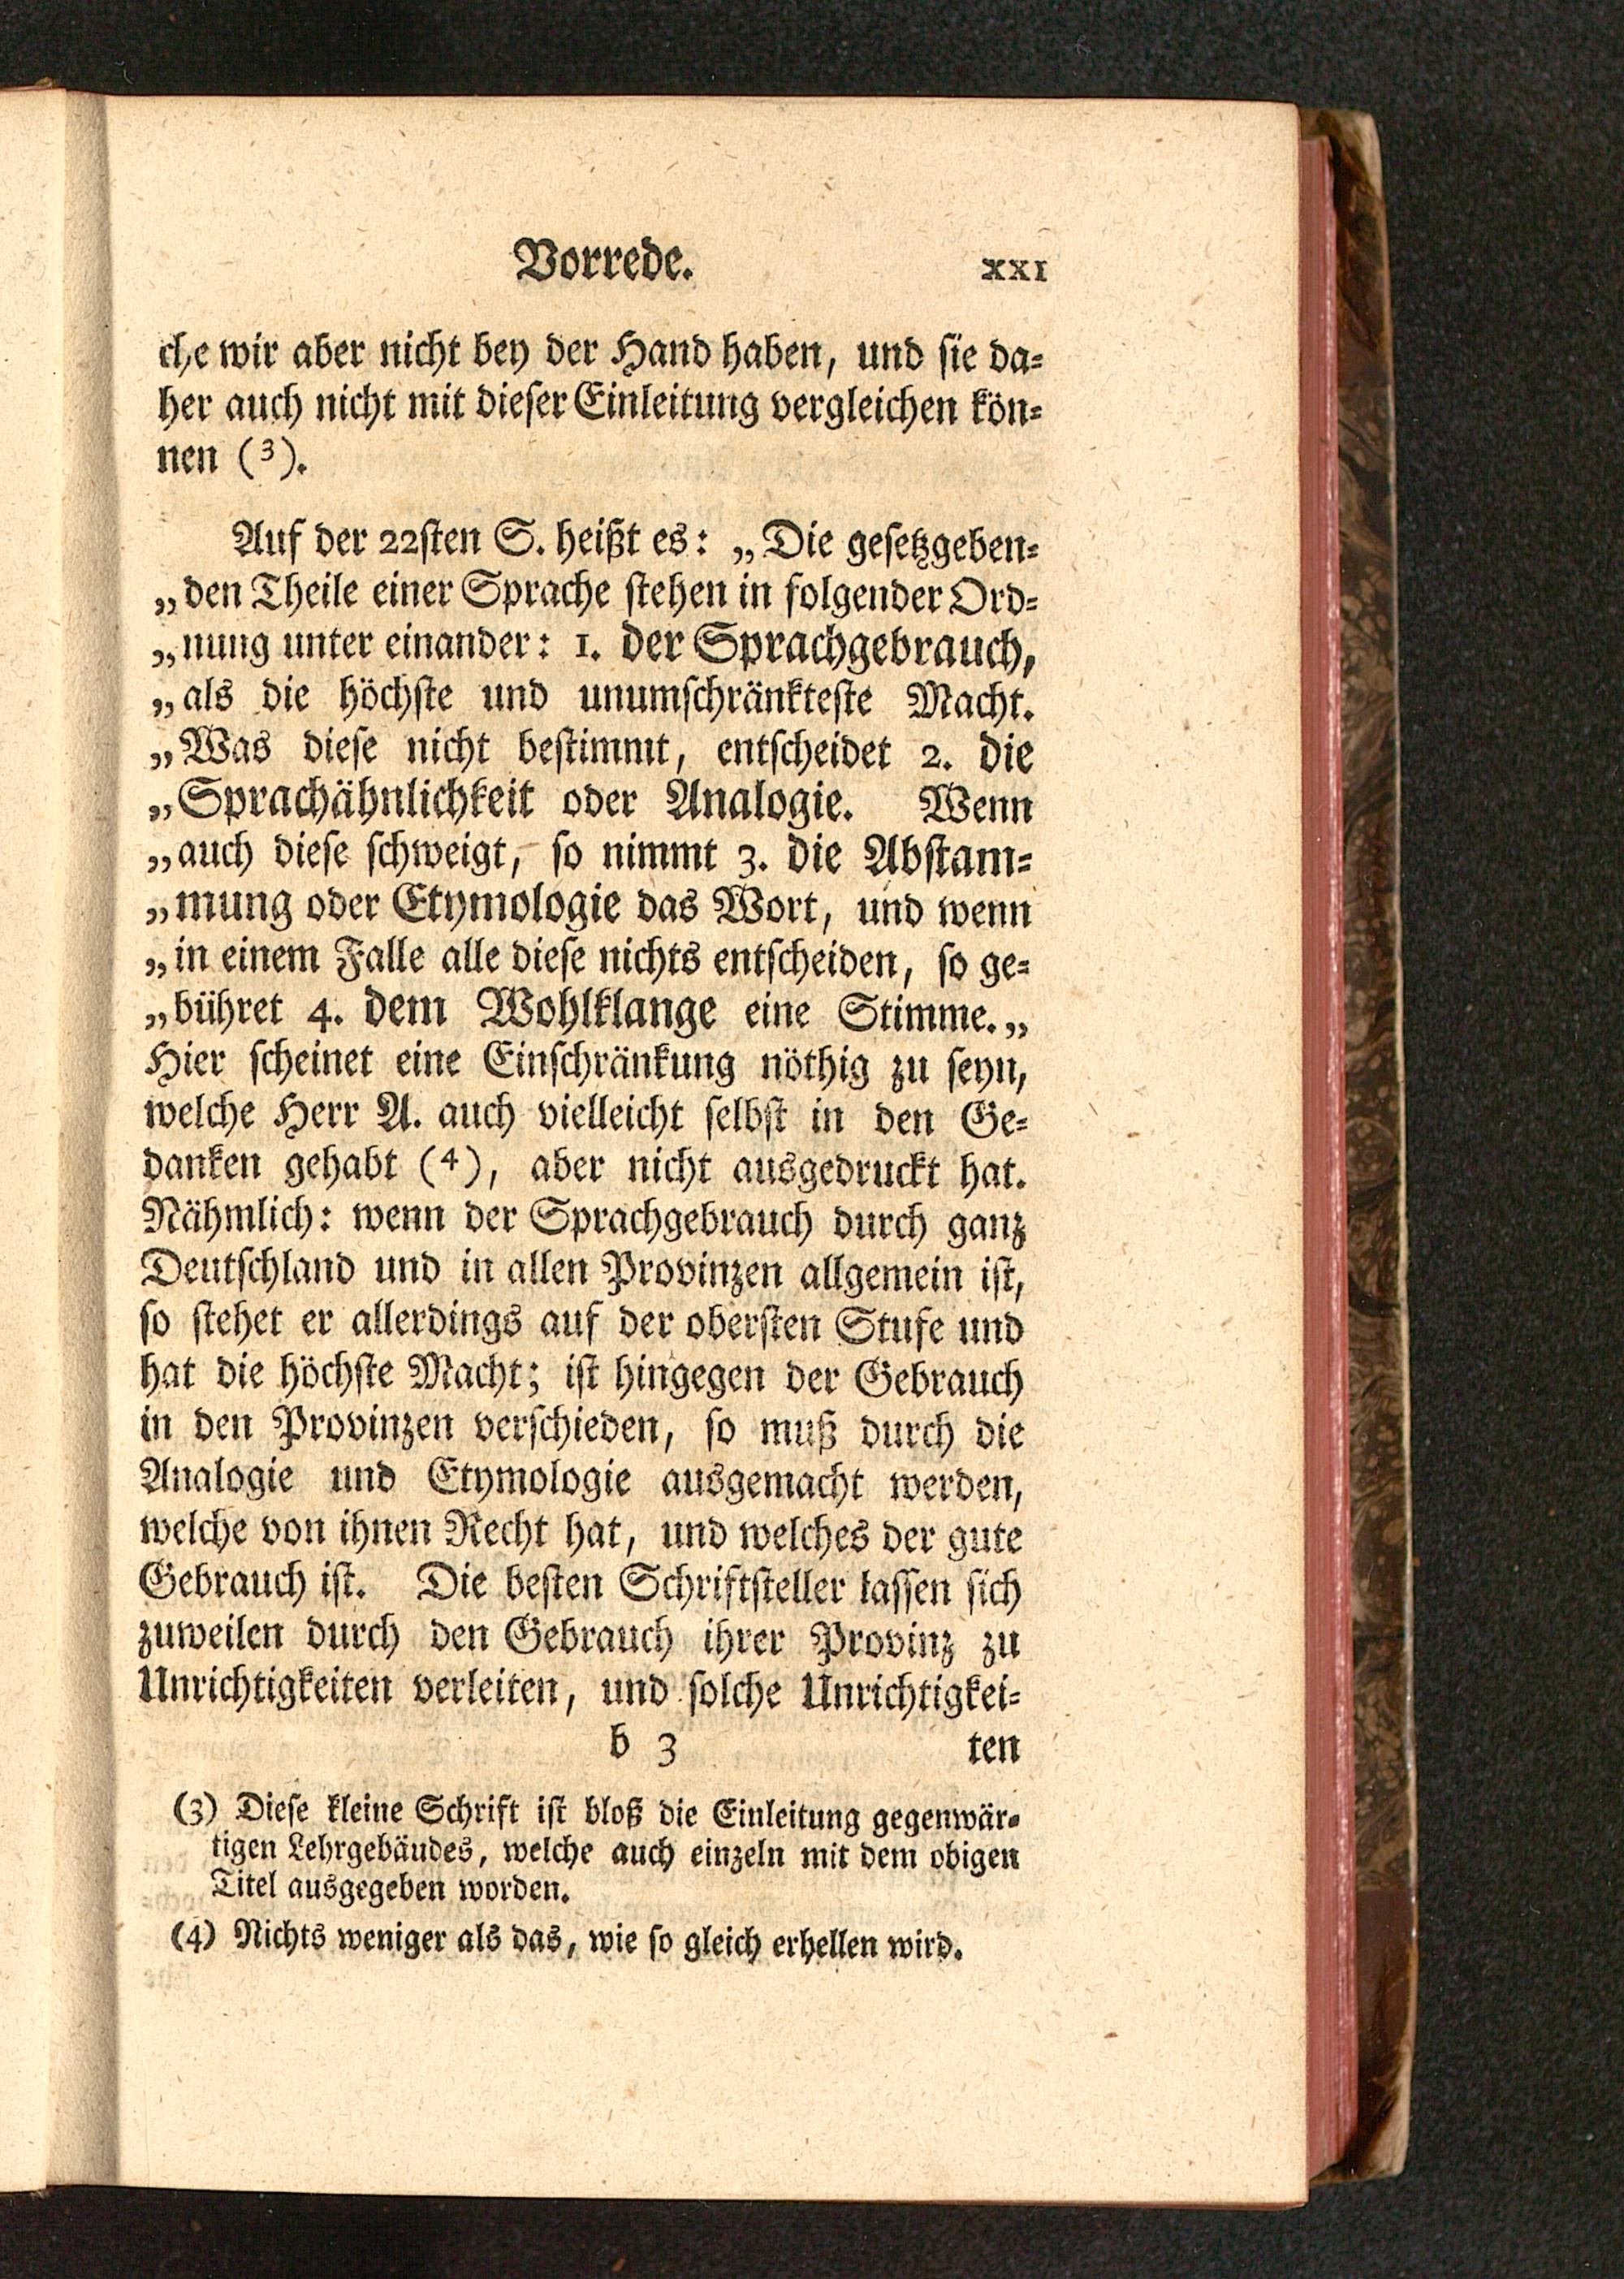 Vorrede. XXI
che wir aber nicht bey der Hand haben, und sie da-
her auch nicht mit dieser Einleitung vergleichen kön-
nen (3).
Auf der 22sten S. heißt es: „Die gesetzgeben-
„den Theile einer Sprache stehen in folgender Ord-
„nung unter einander: 1. der Sprachgebrauch,
„als die höchste und unumschränkteste Macht.
„Was diese nicht bestimmt, entscheidet 2. die
„Sprachähnlichkeit oder Analogie. Wenn
„auch diese schweigt, so nimmt 3. die Abstam-
„mung oder Etymologie das Wort, und wenn
„in einem Falle alle diese nichts entscheiden, so ge-
„bühret 4. dem Wohlklange eine Stimme.„
Hier scheinet eine Einschränkung nöthig zu seyn,
welche Herr A. auch vielleicht selbst in den Ge-
danken gehabt (4), aber nicht ausgedruckt hat.
Nähmlich: wenn der Sprachgebrauch durch ganz
Deutschland und in allen Provinzen allgemein ist,
so stehet er allerdings auf der obersten Stufe und
hat die höchste Macht; ist hingegen der Gebrauch
in den Provinzen verschieden, so muß durch die
Analogie und Etymologie ausgemacht werden,
welche von ihnen Recht hat, und welches der gute
Gebrauch ist. Die besten Schriftsteller lassen sich
zuweilen durch den Gebrauch ihrer Provinz zu
Unrichtigkeiten verleiten, und solche Unrichtigkei-
b 3 ten
(3) Diese kleine Schrift ist bloß die Einleitung gegenwär-
tigen Lehrgebäudes, welche auch einzeln mit dem obigen
Titel ausgegeben worden.
(4) Nichts weniger als das, wie so gleich erhellen wird.